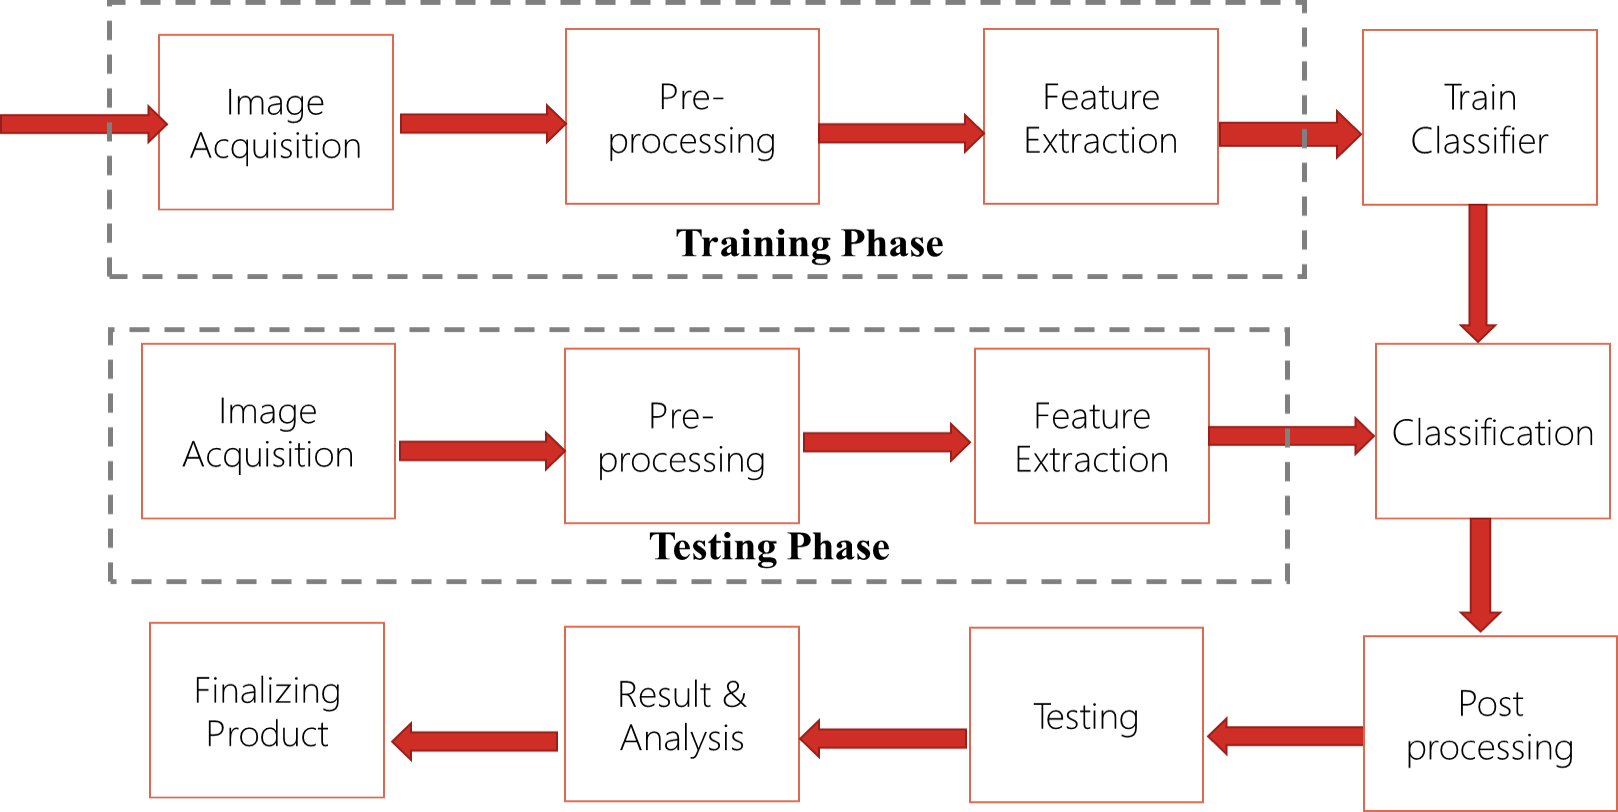 Image
Acquisition
Pre-
processing
Feature
Extraction
Train
Classifier
Training Phase
Image
Acquisition
Pre-
processing
Feature
Extraction
Classification
Testing Phase
Finalizing
Product
Result &
Analysis
Testing
Post
processing